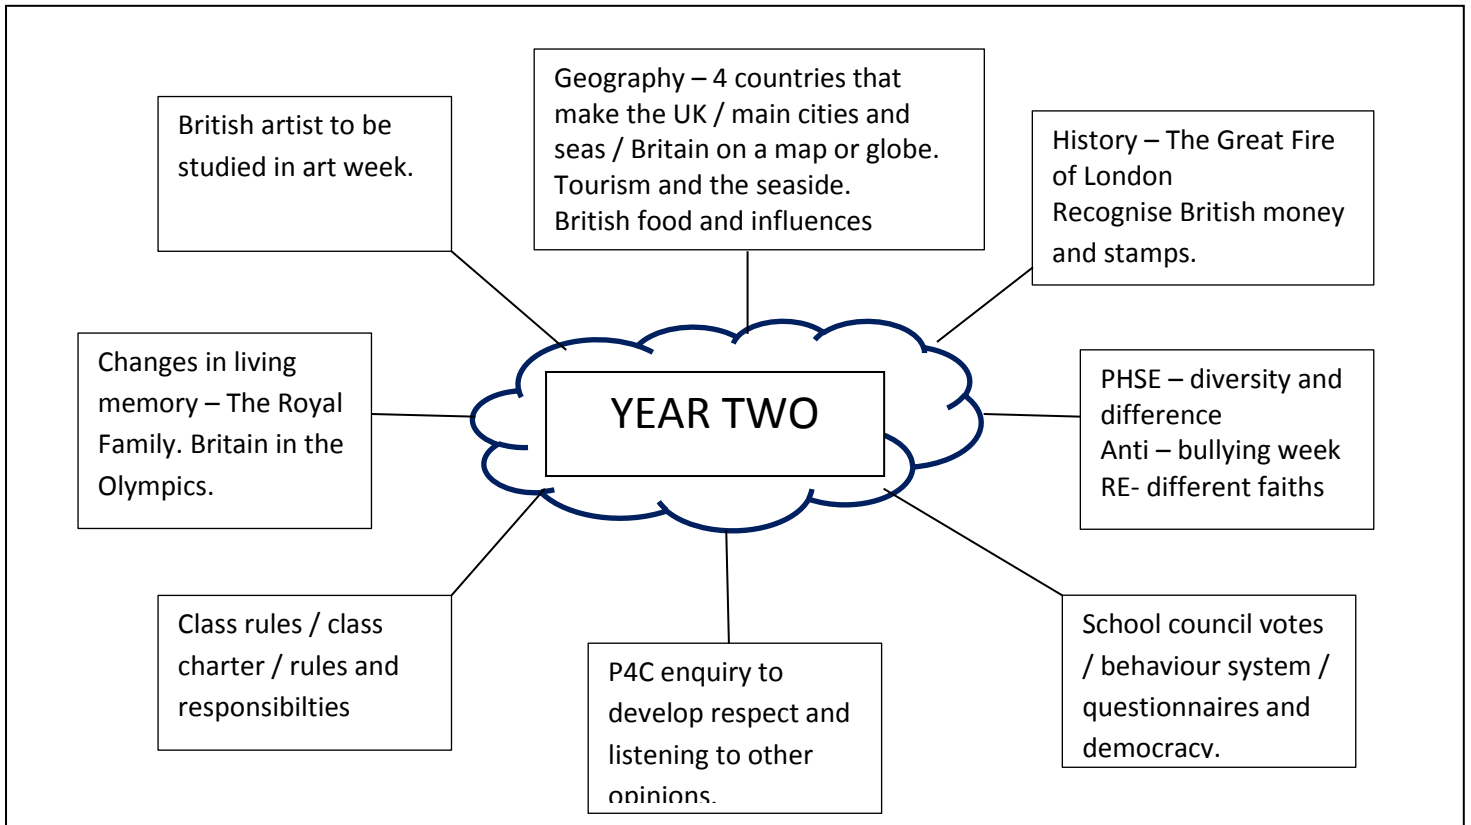 British artist to be
studied in art week.
Geography – 4 countries that
make the UK / main cities and
seas / Britain on a map or globe.
Tourism and the seaside.
British food and influences
History – The Great Fire
of London
Recognise British money
and stamps.
Changes in living
memory – The Royal
Family. Britain in the
Olympics.
YEAR TWO
PHSE – diversity and
difference
Anti – bullying week
RE- different faiths
Class rules / class
charter / rules and
responsibilties
P4C enquiry to
develop respect and
listening to other
opinions.
School council votes
/ behaviour system /
questionnaires and
democracy.